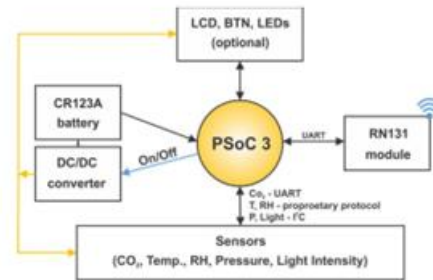 LCD, BTN, LEDs
(optional)
CR123A
battery
DC/DC
converter
On/Off
PSoC 3
UART
RN131
module
Co₂ - UART
T, RH - proproetary protocol
P, Light - I²C
Sensors
(CO₂, Temp., RH, Pressure, Light Intensity)